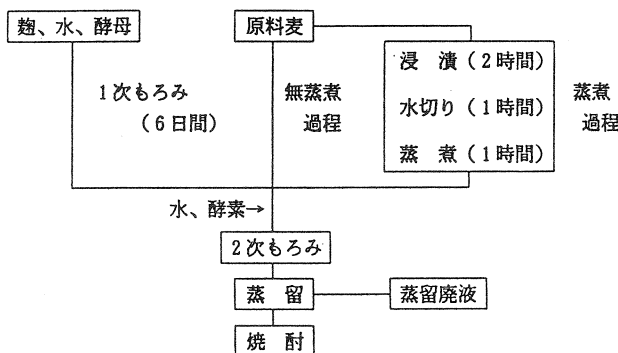 麹、水、酵母
原料麦
1次もろみ
（6日間）
無蒸煮
過程
浸　漬（2時間）
水切り（1時間）
蒸　煮（1時間）
蒸煮
過程
水、酵素→
2次もろみ
蒸　留
蒸留廃液
焼　酎